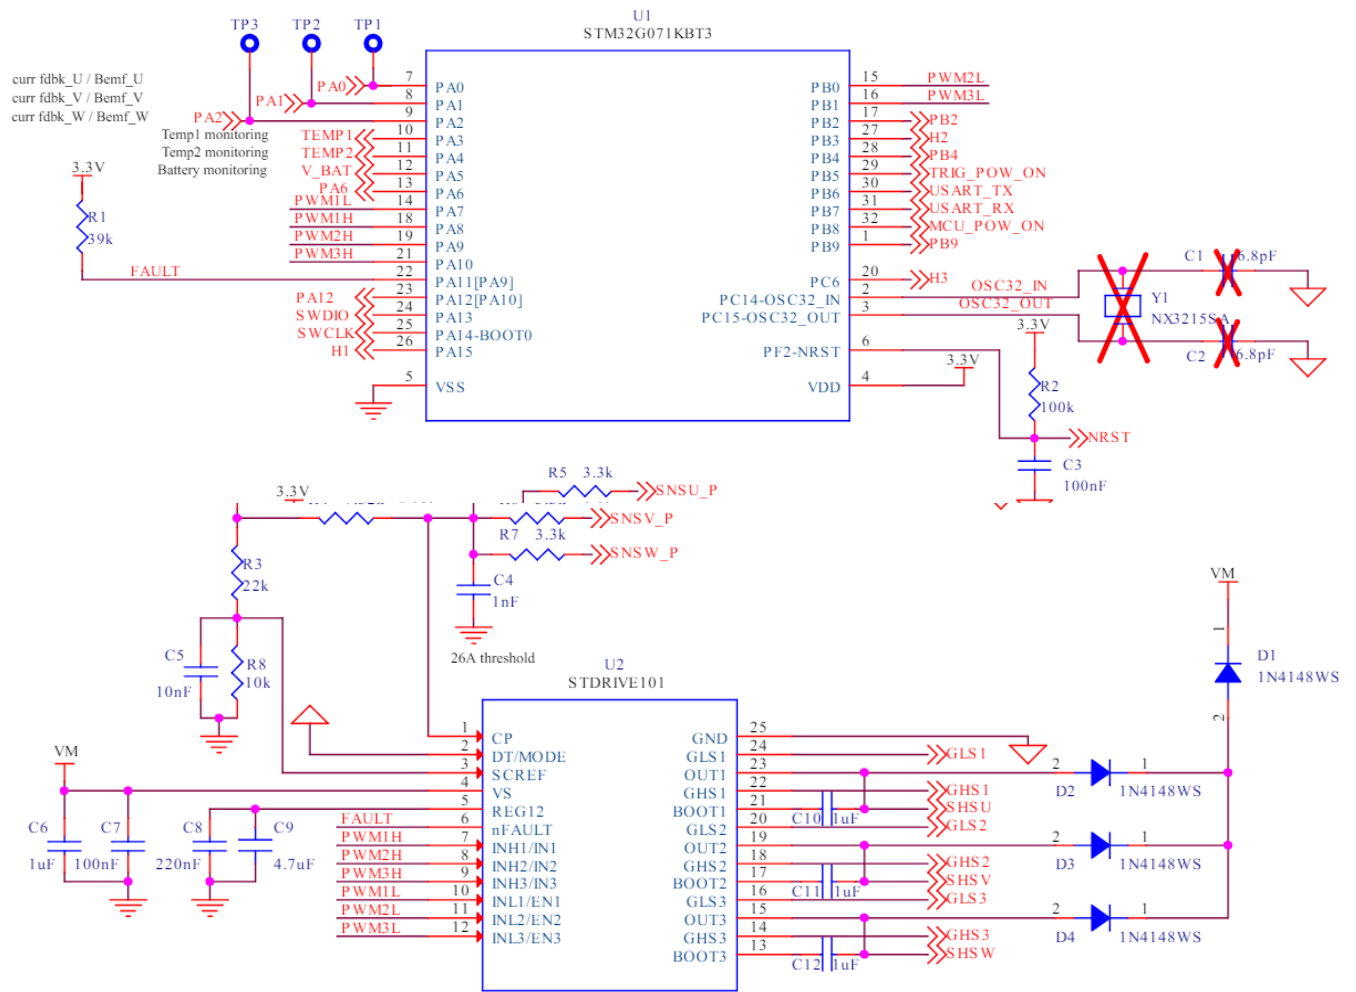 U1
STM32G071KBT3
TP3 TP2 TP1
curr fdbk_U / Bemf_U
curr fdbk_V / Bemf_V
curr fdbk_W / Bemf_W
Temp1 monitoring
Temp2 monitoring
Battery monitoring
PA0 7 PA0
PA1 8 PA1
PA2 9 PA2
TEMP1 10 PA3
TEMP2 11 PA4
V_BAT 12 PA5
PA6 13 PA6
PWM1L 14 PA7
PWM1H 18 PA8
PWM2H 19 PA9
PWM3H 21 PA10
FAULT 22 PA11[PA9]
PA12 23 PA12[PA10]
SWDIO 24 PA13
SWCLK 25 PA14-BOOT0
H1 26 PA15
5 VSS
3.3V
R1
39k
PB0 15 PWM2L
PB1 16 PWM3L
PB2 17 PB2
PB3 27 H2
PB4 28 PB4
PB5 29 TRIG_POW_ON
PB6 30 USART_TX
PB7 31 USART_RX
PB8 32 MCU_POW_ON
PB9 1 PB9
PC6 20 H3
PC14-OSC32_IN 2 OSC32_IN
PC15-OSC32_OUT 3 OSC32_OUT
PF2-NRST 6
VDD 4 3.3V
C1 6.8pF
Y1
NX3215SA
C2 6.8pF
3.3V
R2
100k
NRST
C3
100nF
R5 3.3k SNSU_P
3.3V
SNSV_P
R7 3.3k SNSW_P
R3
22k
C4
1nF
26A threshold
C5
10nF
R8
10k
U2
STDRIVE101
VM
C6
1uF
C7
100nF
C8
220nF
C9
4.7uF
1 CP
2 DT/MODE
3 SCREF
4 VS
5 REG12
FAULT 6 nFAULT
PWM1H 7 INH1/IN1
PWM2H 8 INH2/IN2
PWM3H 9 INH3/IN3
PWM1L 10 INL1/EN1
PWM2L 11 INL2/EN2
PWM3L 12 INL3/EN3
GND 25
GLS1 24 GLS1
OUT1 23
GHS1 22 GHS1
BOOT1 21 C10 1uF SHSU
GLS2 20 GLS2
OUT2 19
GHS2 18 GHS2
BOOT2 17 C11 1uF SHSV
GLS3 16 GLS3
OUT3 15
GHS3 14 GHS3
BOOT3 13 C12 1uF SHSW
VM
1
D1
1N4148WS
2
2 1
D2 1N4148WS
2 1
D3 1N4148WS
2 1
D4 1N4148WS